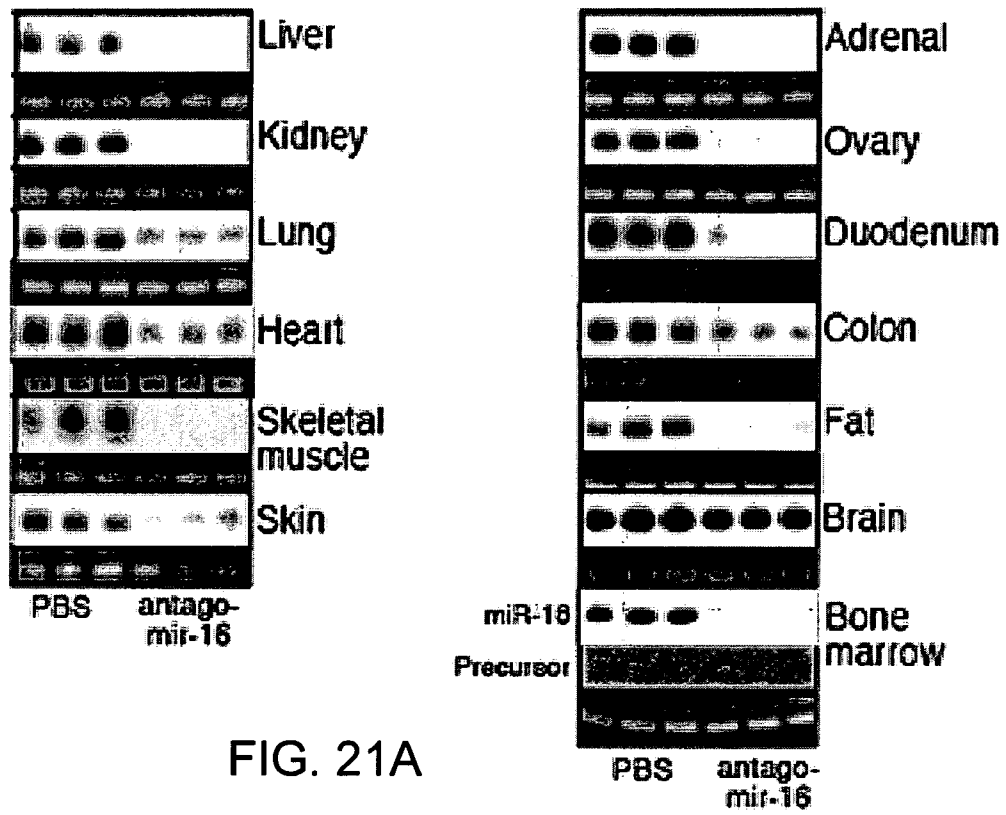 Liver
Kidney
Lung
Heart
Skeletal
muscle
Skin
PBS
antago-
mir-16
Adrenal
Ovary
Duodenum
Colon
Fat
Brain
miR-16
Bone
marrow
Precursor
PBS
antago-
mir-16
FIG. 21A